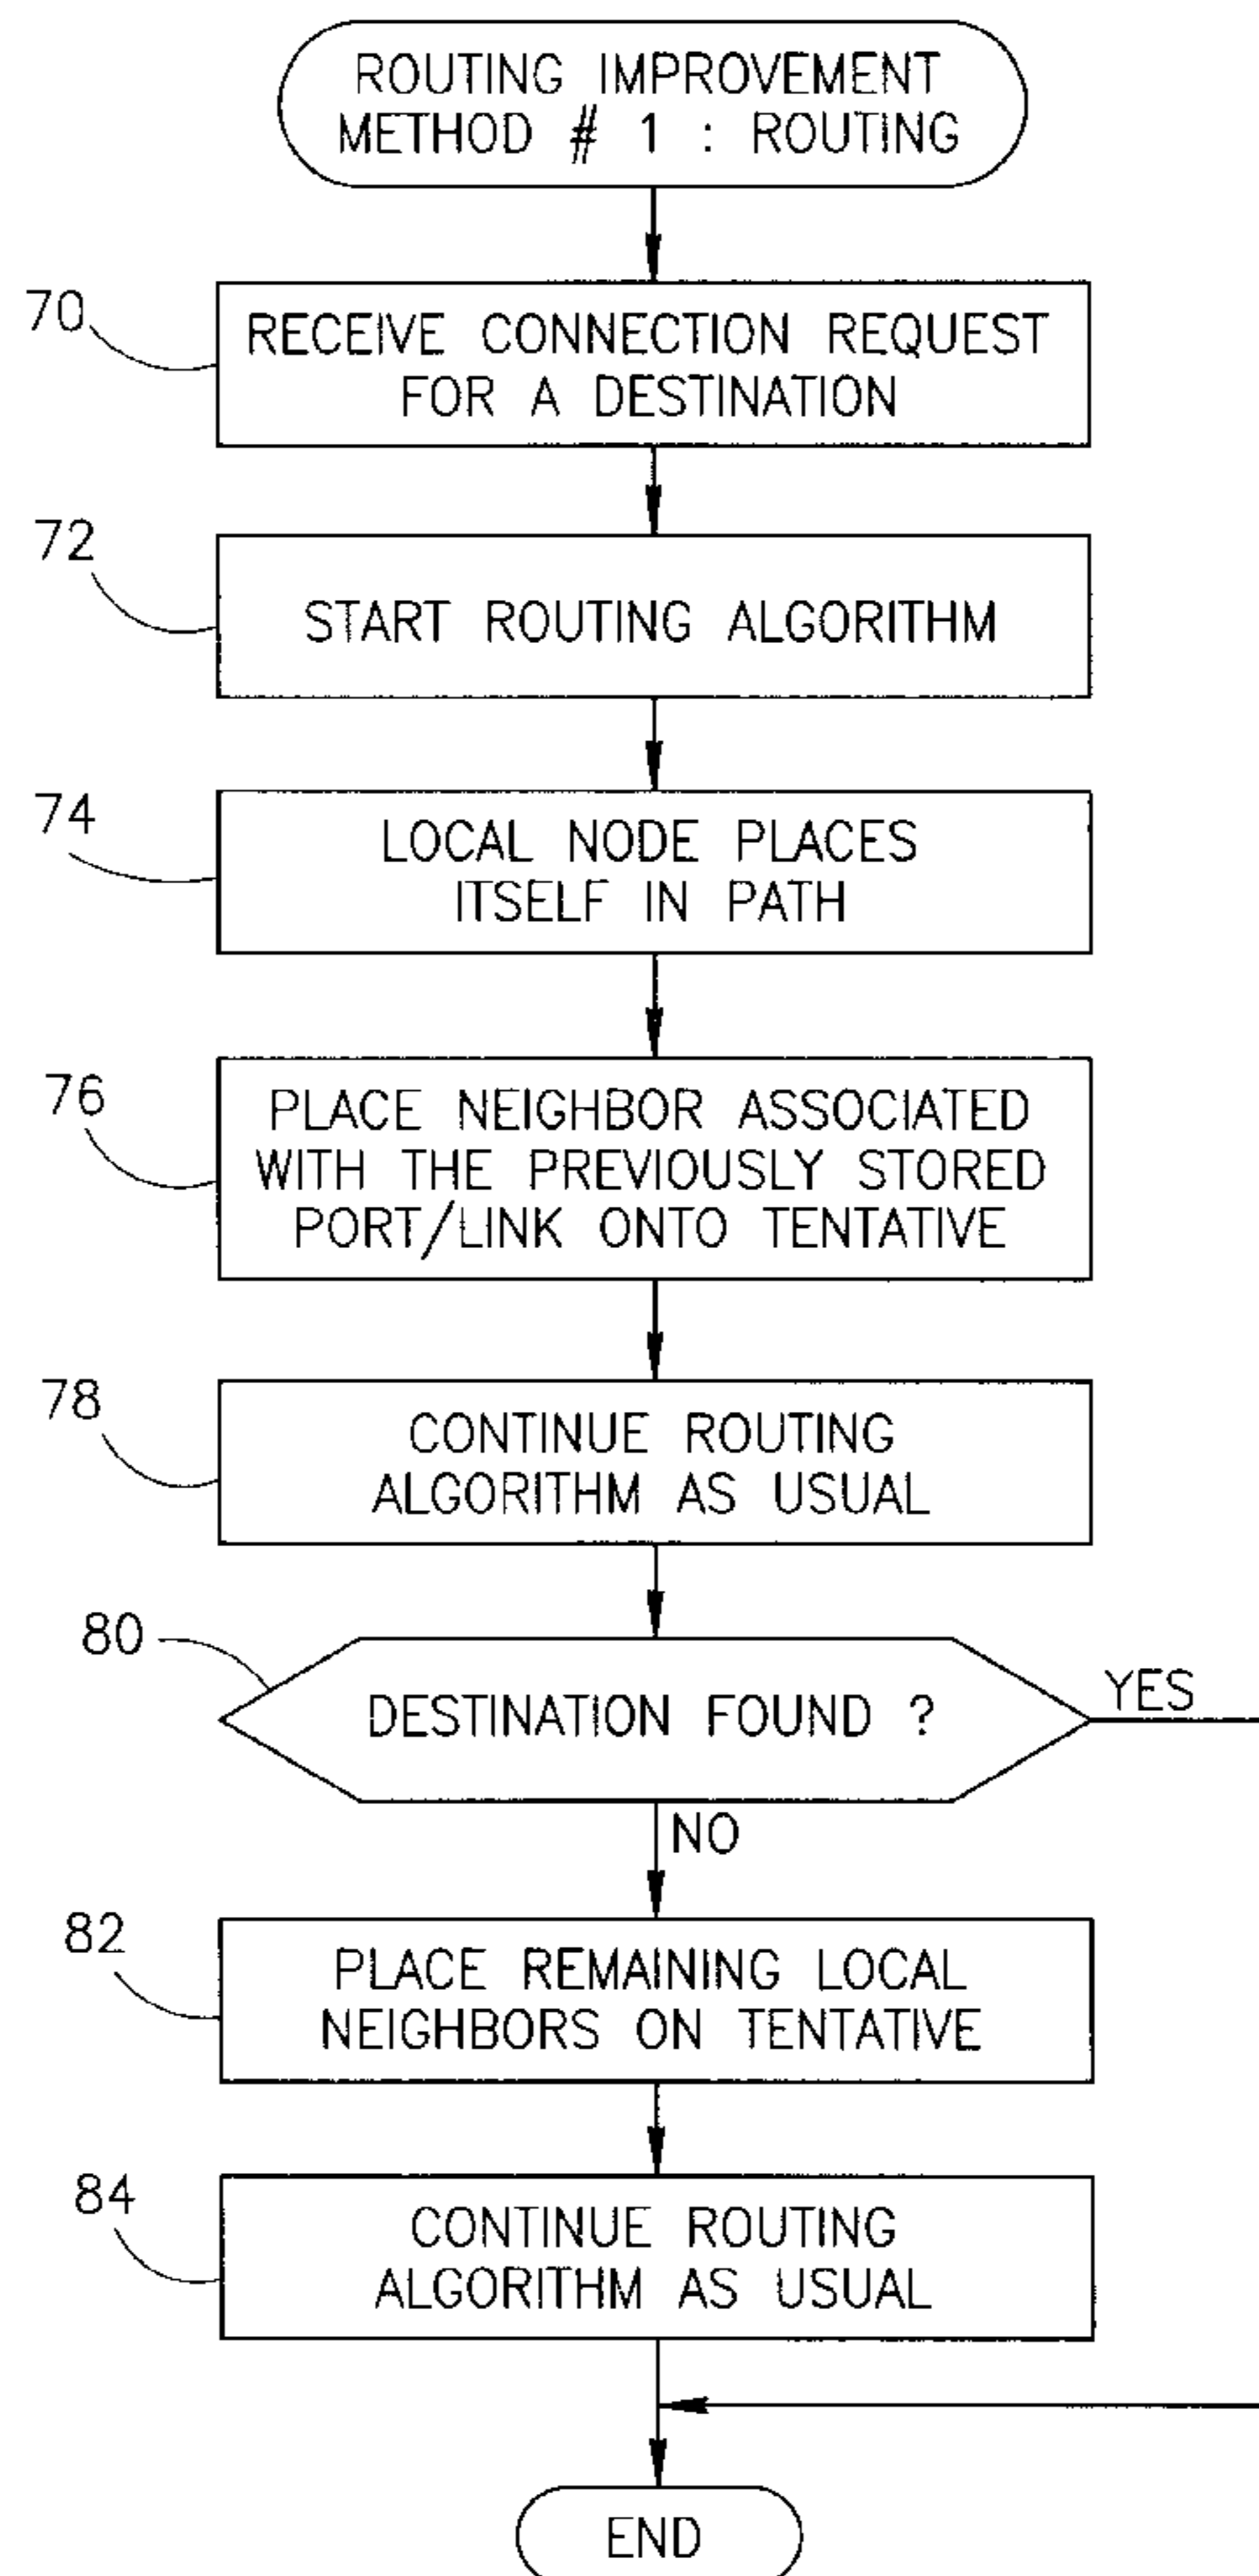 ROUTING IMPROVEMENT
METHOD # 1 : ROUTING
70
RECEIVE CONNECTION REQUEST
FOR A DESTINATION
72
START ROUTING ALGORITHM
74
LOCAL NODE PLACES
ITSELF IN PATH
76
PLACE NEIGHBOR ASSOCIATED
WITH THE PREVIOUSLY STORED
PORT/LINK ONTO TENTATIVE
78
CONTINUE ROUTING
ALGORITHM AS USUAL
80
DESTINATION FOUND ?
YES
NO
82
PLACE REMAINING LOCAL
NEIGHBORS ON TENTATIVE
84
CONTINUE ROUTING
ALGORITHM AS USUAL
END